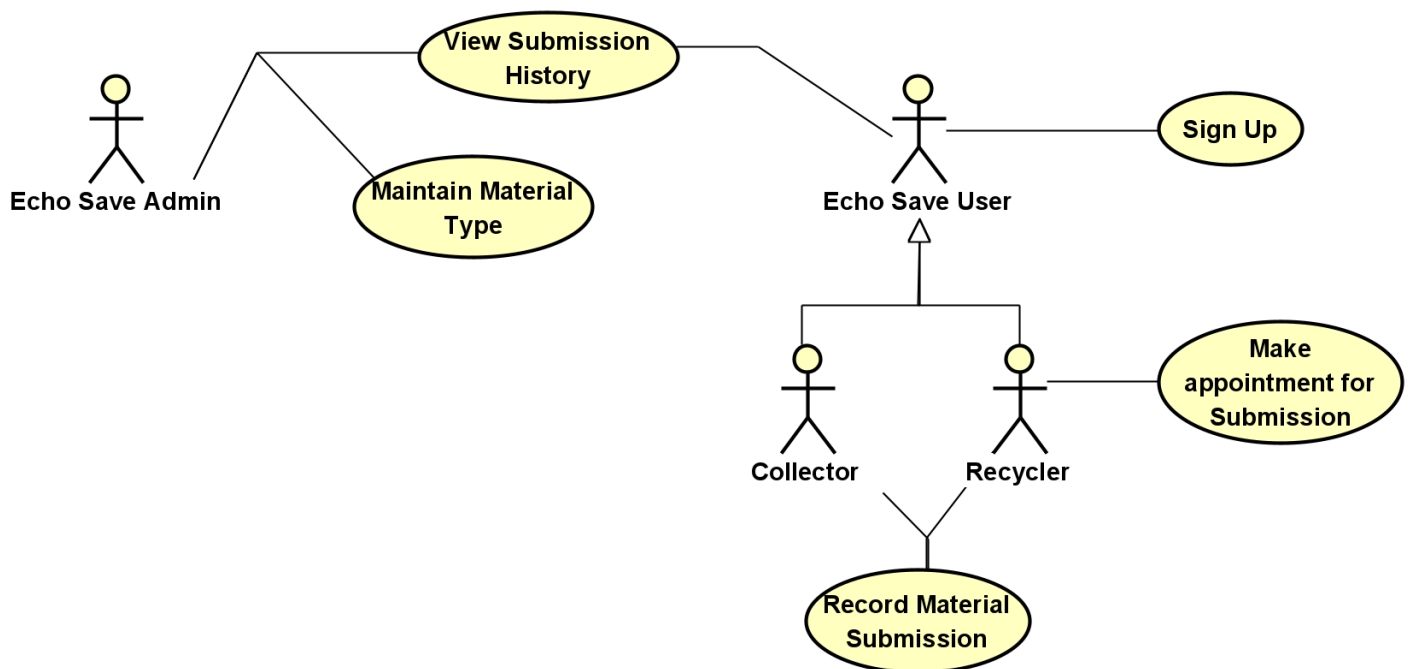 View Submission
History
Sign Up
Echo Save Admin
Maintain Material
Type
Echo Save User
Make
appointment for
Submission
Collector
Recycler
Record Material
Submission